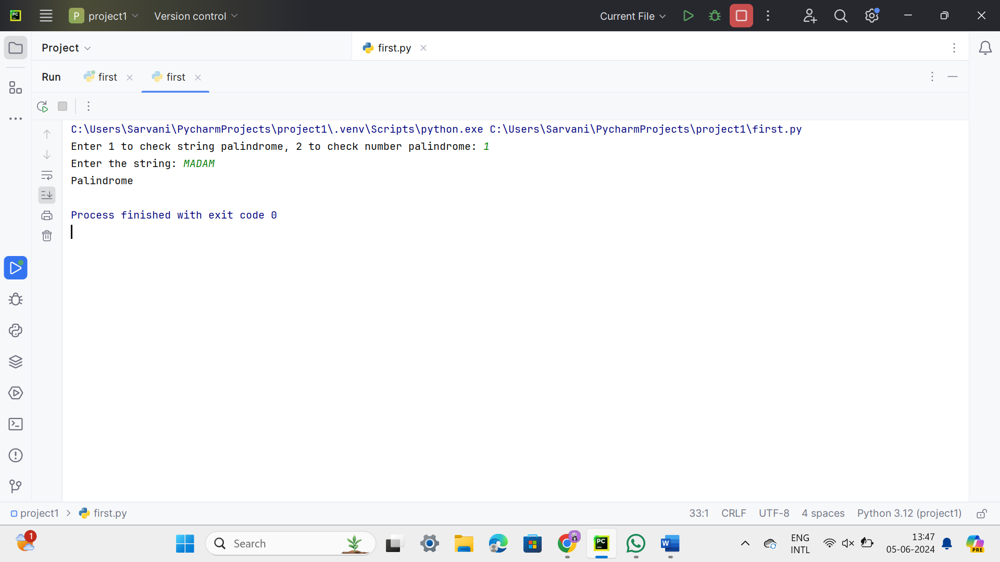 PC
P project1
Version control
Current File
Project
first.py
Run
first
first
C:\Users\Sarvani\PycharmProjects\project1\.venv\Scripts\python.exe C:\Users\Sarvani\PycharmProjects\project1\first.py
Enter 1 to check string palindrome, 2 to check number palindrome: 1
Enter the string: MADAM
Palindrome
Process finished with exit code 0
project1 > first.py
33:1 CRLF UTF-8 4 spaces Python 3.12 (project1)
1
Search
PC
W
ENG
INTL
13:47
05-06-2024
PRE